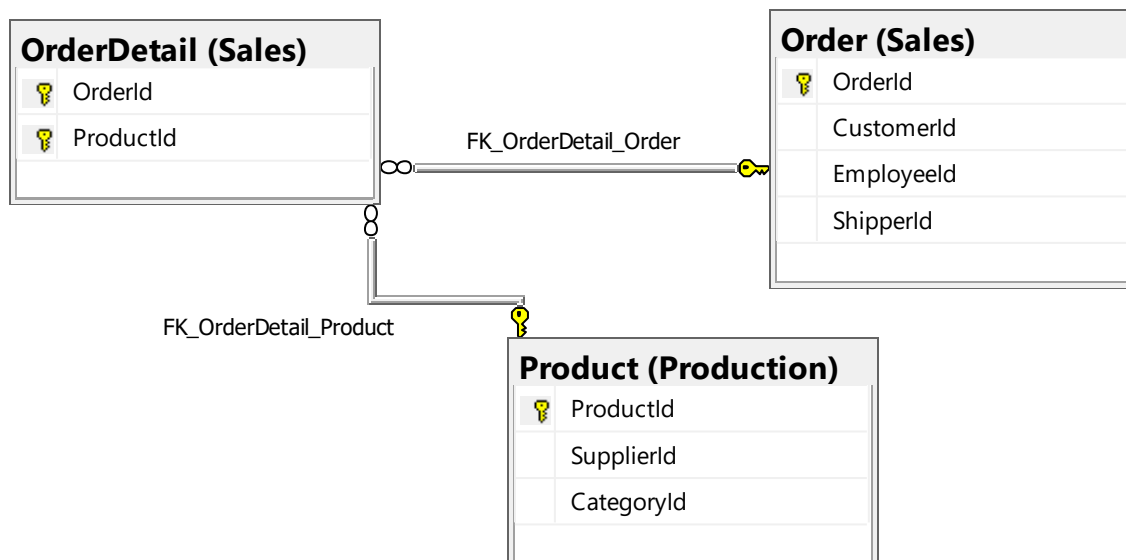 OrderDetail (Sales)
OrderId
ProductId
FK_OrderDetail_Order
Order (Sales)
OrderId
CustomerId
EmployeeId
ShipperId
FK_OrderDetail_Product
Product (Production)
ProductId
SupplierId
CategoryId